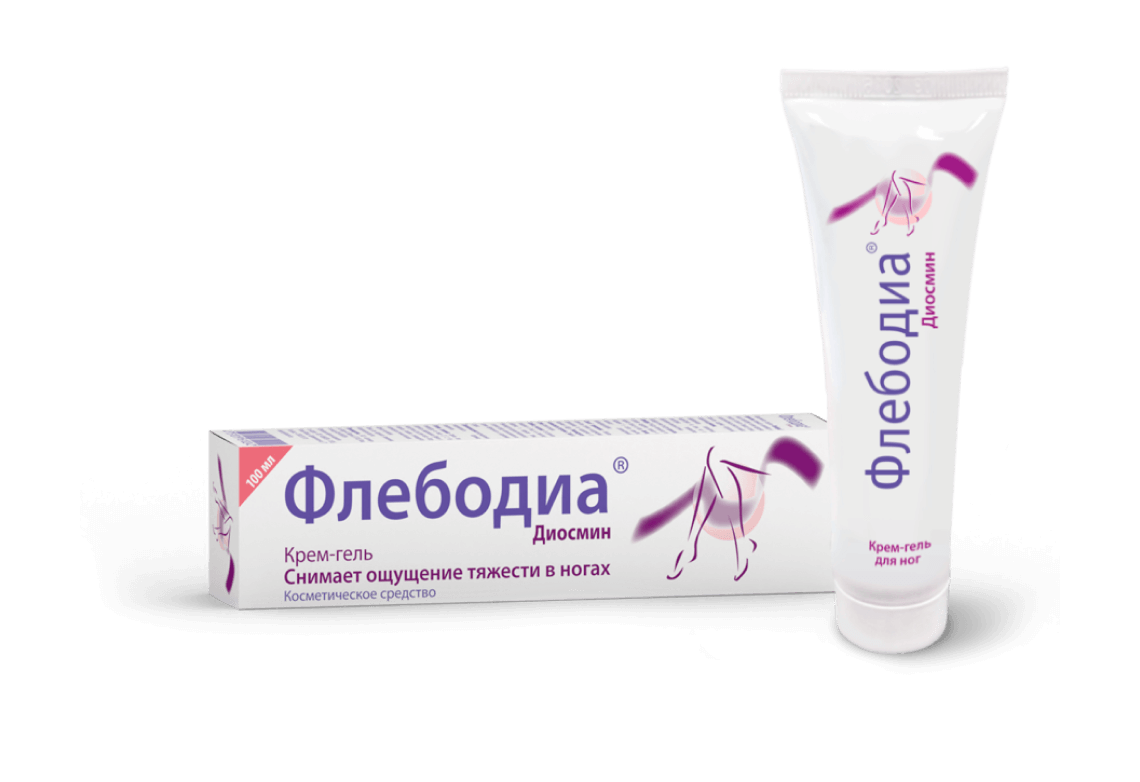 100 мл
Флебодиа®
Диосмин
Крем-гель
Снимает ощущение тяжести в ногах
Косметическое средство
Флебодиа®
Диосмин
Крем-гель
для ног